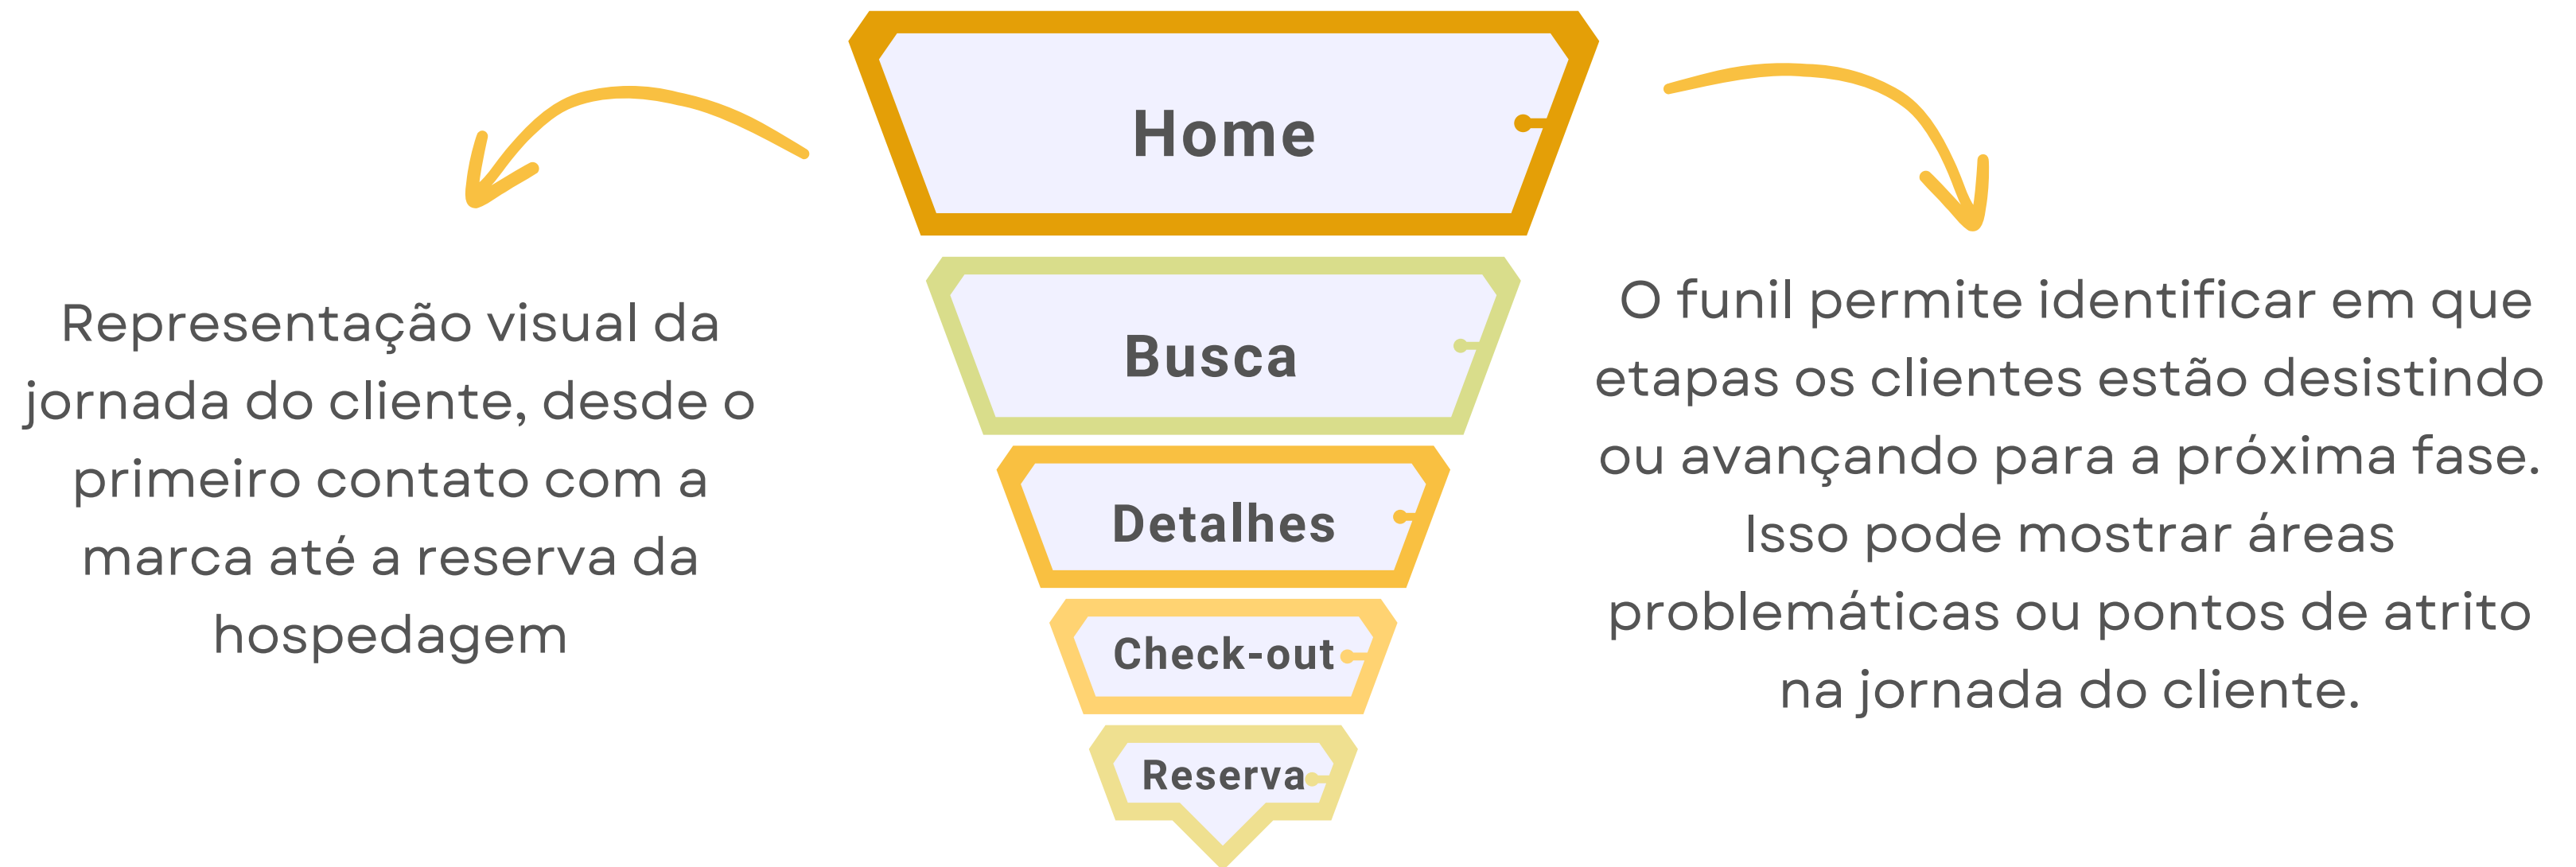 Home
Busca
Detalhes
Check-out
Reserva
Representação visual da
jornada do cliente, desde o
primeiro contato com a
marca até a reserva da
hospedagem
O funil permite identificar em que
etapas os clientes estão desistindo
ou avançando para a próxima fase.
Isso pode mostrar áreas
problemáticas ou pontos de atrito
na jornada do cliente.